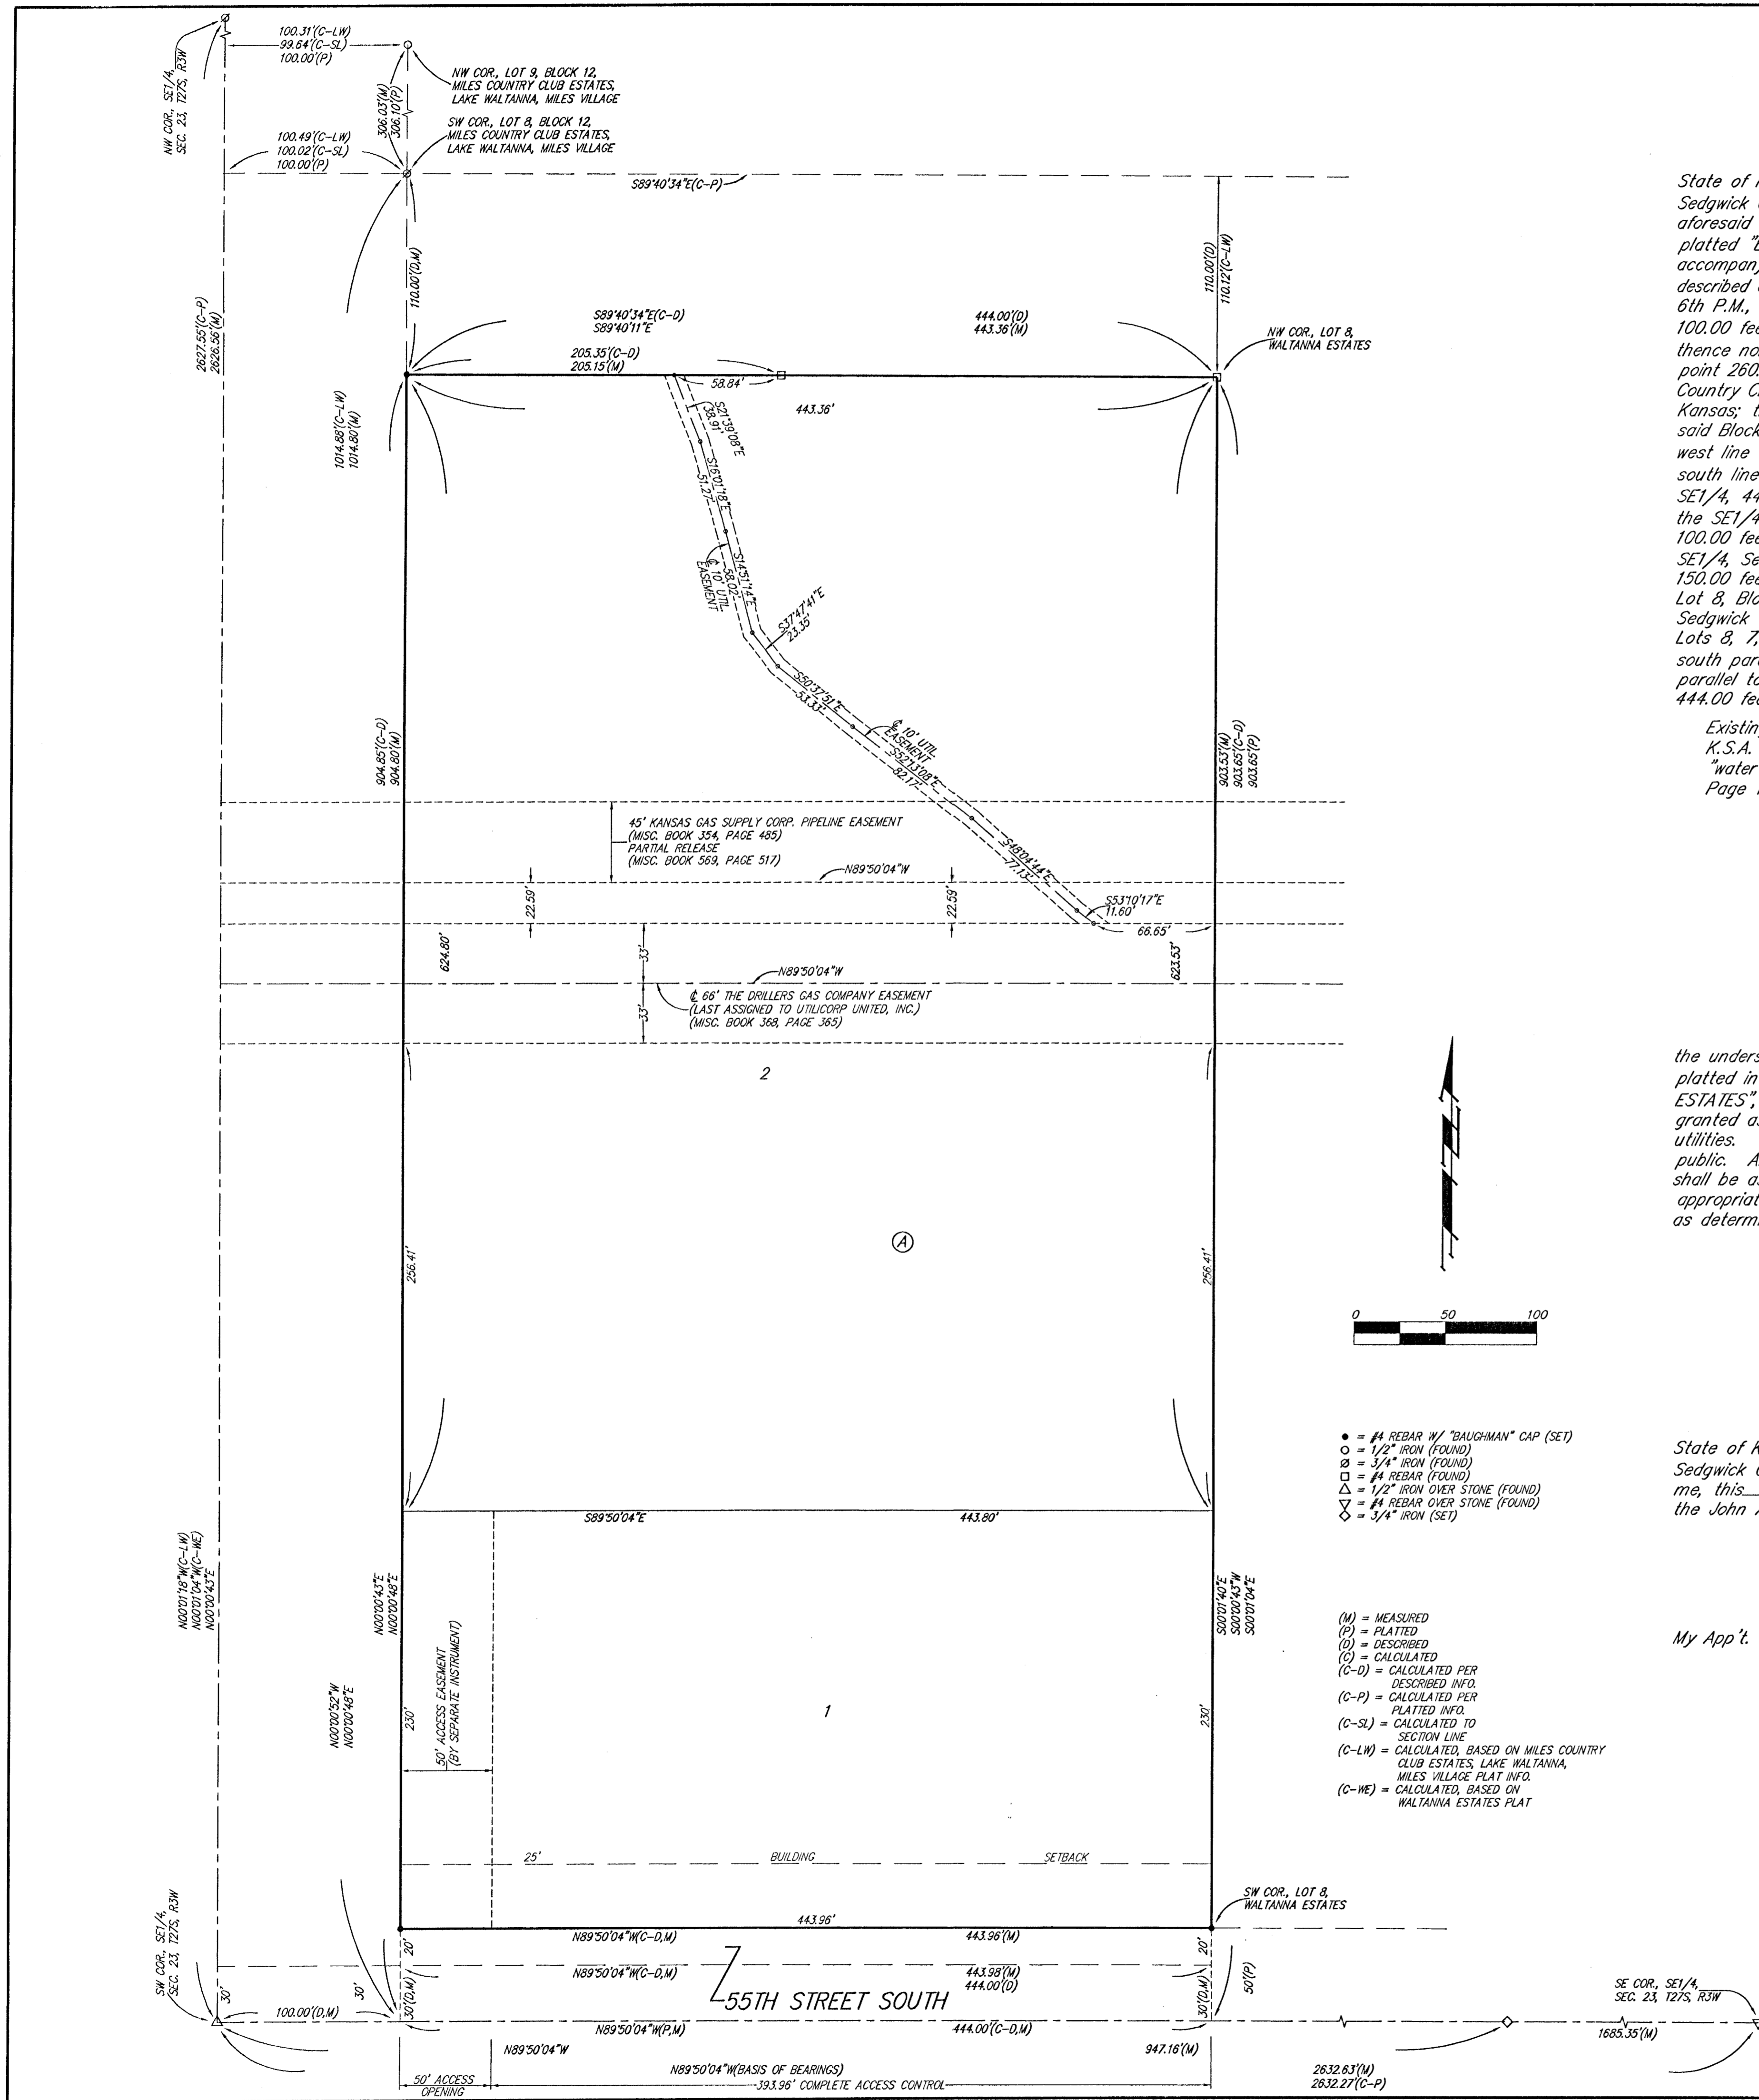 100.31'(C-LW)
99.64'(C-SL)
100.00'(P)
NW COR., SE1/4,
SEC. 23, T27S, R3W
NW COR., LOT 9, BLOCK 12,
MILES COUNTRY CLUB ESTATES,
LAKE WALTANNA, MILES VILLAGE
306.03'(M)
306.10'(P)
SW COR., LOT 8, BLOCK 12,
MILES COUNTRY CLUB ESTATES,
LAKE WALTANNA, MILES VILLAGE
100.49'(C-LW)
100.02'(C-SL)
100.00'(P)
S89°40'34"E(C-P)
110.00'(D,M)
110.00'(D)
110.12'(C-LW)
2627.55'(C-P)
2626.56'(M)
S89°40'34"E(C-D)
S89°40'11"E
444.00'(D)
443.36'(M)
NW COR., LOT 8,
WALTANNA ESTATES
205.35'(C-D)
205.15'(M)
58.84'
443.36'
1014.88'(C-LW)
1014.80'(M)
S21°39'08"E
38.91'
S16°01'18"E
51.27'
S14°51'14"E
58.02'
℄ 10' UTIL.
EASEMENT
S37°47'41"E
23.35'
S50°37'51"E
53.33'
℄ 10' UTIL.
EASEMENT
S52°13'08"E
82.17'
904.85'(C-D)
904.80'(M)
903.53'(M)
903.65'(C-D)
903.65'(P)
45' KANSAS GAS SUPPLY CORP. PIPELINE EASEMENT
(MISC. BOOK 354, PAGE 485)
PARTIAL RELEASE
(MISC. BOOK 569, PAGE 517)
S48°04'44"E
77.13'
N89°50'04"W
22.59'
22.59'
S53°10'17"E
11.60'
66.65'
624.80'
33'
623.53'
N89°50'04"W
℄ 66' THE DRILLERS GAS COMPANY EASEMENT
(LAST ASSIGNED TO UTILICORP UNITED, INC.)
(MISC. BOOK 368, PAGE 365)
33'
2
A
256.41'
256.41'
0 50 100
● = #4 REBAR W/ "BAUGHMAN" CAP (SET)
○ = 1/2" IRON (FOUND)
Ø = 3/4" IRON (FOUND)
□ = #4 REBAR (FOUND)
△ = 1/2" IRON OVER STONE (FOUND)
▽ = #4 REBAR OVER STONE (FOUND)
◇ = 3/4" IRON (SET)
S89°50'04"E 443.80'
N00°01'18"W(C-LW)
N00°01'04"W(C-WE)
N00°00'43"E
N00°00'43"E
N00°00'48"E
S00°01'40"E
S00°00'43"W
S00°01'04"E
N00°00'52"W
N00°00'48"E
230'
50' ACCESS EASEMENT
(BY SEPARATE INSTRUMENT)
1
230'
(M) = MEASURED
(P) = PLATTED
(D) = DESCRIBED
(C) = CALCULATED
(C-D) = CALCULATED PER
DESCRIBED INFO.
(C-P) = CALCULATED PER
PLATTED INFO.
(C-SL) = CALCULATED TO
SECTION LINE
(C-LW) = CALCULATED, BASED ON MILES COUNTRY
CLUB ESTATES, LAKE WALTANNA,
MILES VILLAGE PLAT INFO.
(C-WE) = CALCULATED, BASED ON
WALTANNA ESTATES PLAT
25' BUILDING SETBACK
SW COR., LOT 8,
WALTANNA ESTATES
443.96'
N89°50'04"W(C-D,M) 443.96'(M)
20'
20'
SW COR., SE1/4,
SEC. 23, T27S, R3W
N89°50'04"W(C-D,M)
443.98'(M)
444.00'(D)
30'
30'
30'(D,M)
30'(D,M)
50'(P)
55TH STREET SOUTH
100.00'(D,M)
N89°50'04"W(P,M) 444.00'(C-D,M)
SE COR., SE1/4,
SEC. 23, T27S, R3W
1685.35'(M)
N89°50'04"W
947.16'(M)
N89°50'04"W(BASIS OF BEARINGS)
2632.63'(M)
2632.27'(C-P)
50' ACCESS
OPENING
393.96' COMPLETE ACCESS CONTROL
State of
Sedgwick
aforesaid
platted
accompan
described
6th P.M.,
100.00 fee
thence no
point 260.
Country C
Kansas; t
said Block
west line
south line
SE1/4, 44
the SE1/4
100.00 fee
SE1/4, Se
150.00 fee
Lot 8, Blo
Sedgwick
Lots 8, 7,
south par
parallel to
444.00 fee
Existin
K.S.A.
"water
Page
the unders
platted in
ESTATES",
granted as
utilities.
public. A
shall be as
appropriat
as determ
State of K
Sedgwick
me, this
the John
My App't.